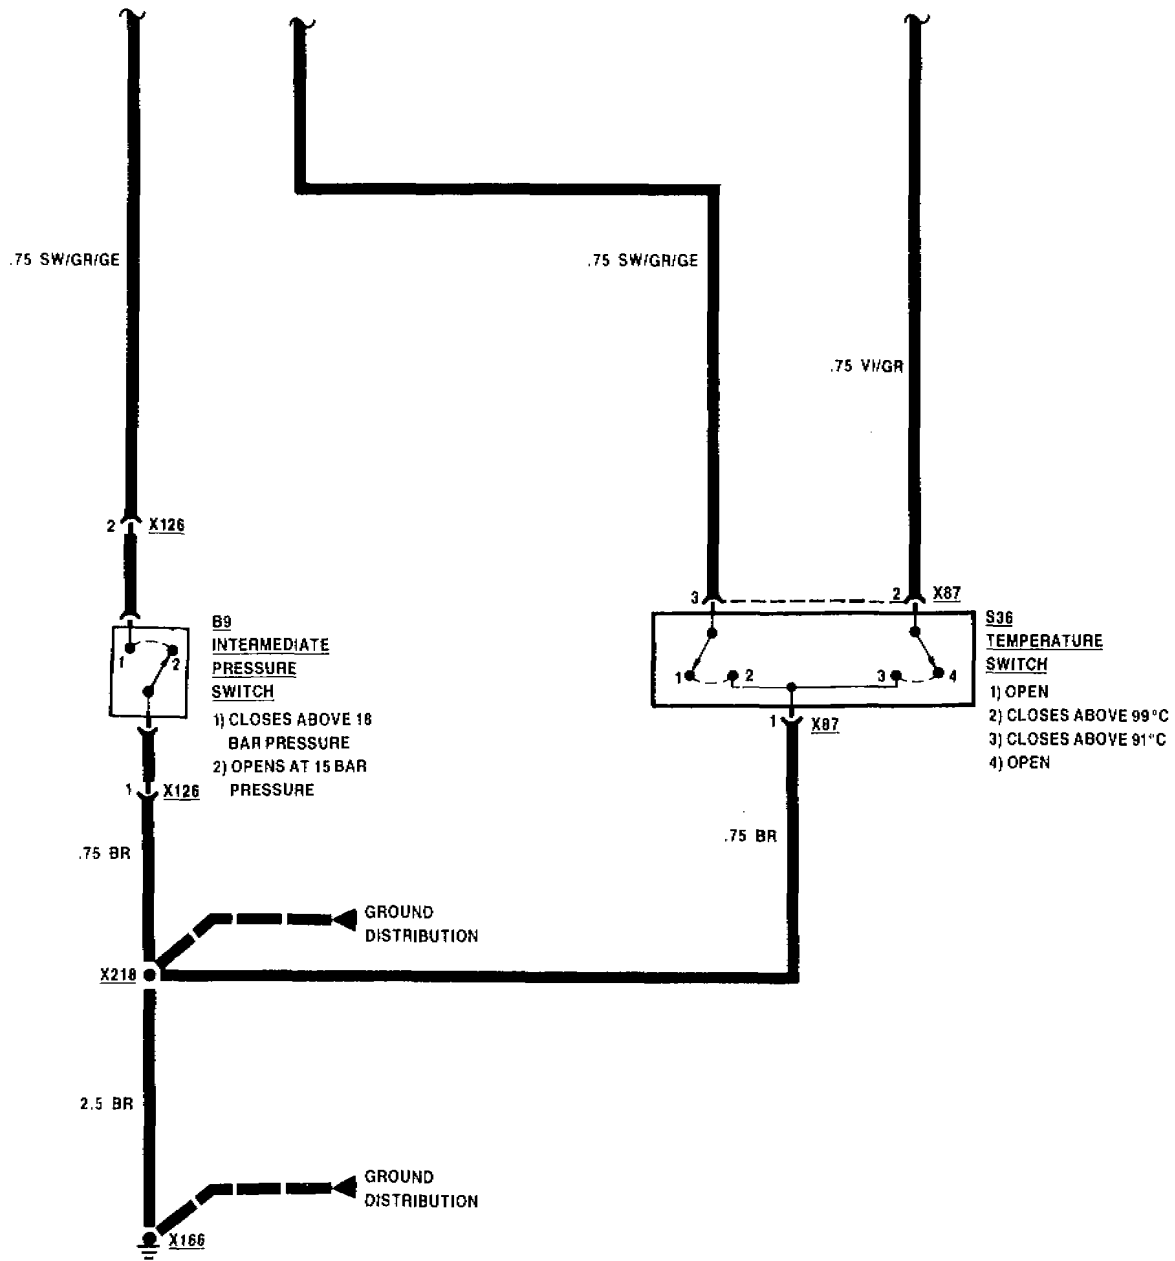 .75 SW/GR/GE
.75 SW/GR/GE
.75 VI/GR
2 X126
3
2 X87
B9
INTERMEDIATE
PRESSURE
SWITCH
1) CLOSES ABOVE 18
BAR PRESSURE
2) OPENS AT 15 BAR
PRESSURE
1
2
S36
TEMPERATURE
SWITCH
1) OPEN
2) CLOSES ABOVE 99°C
3) CLOSES ABOVE 91°C
4) OPEN
1
2
3
4
1 X87
1 X126
.75 BR
.75 BR
GROUND
DISTRIBUTION
X218
2.5 BR
GROUND
DISTRIBUTION
X166